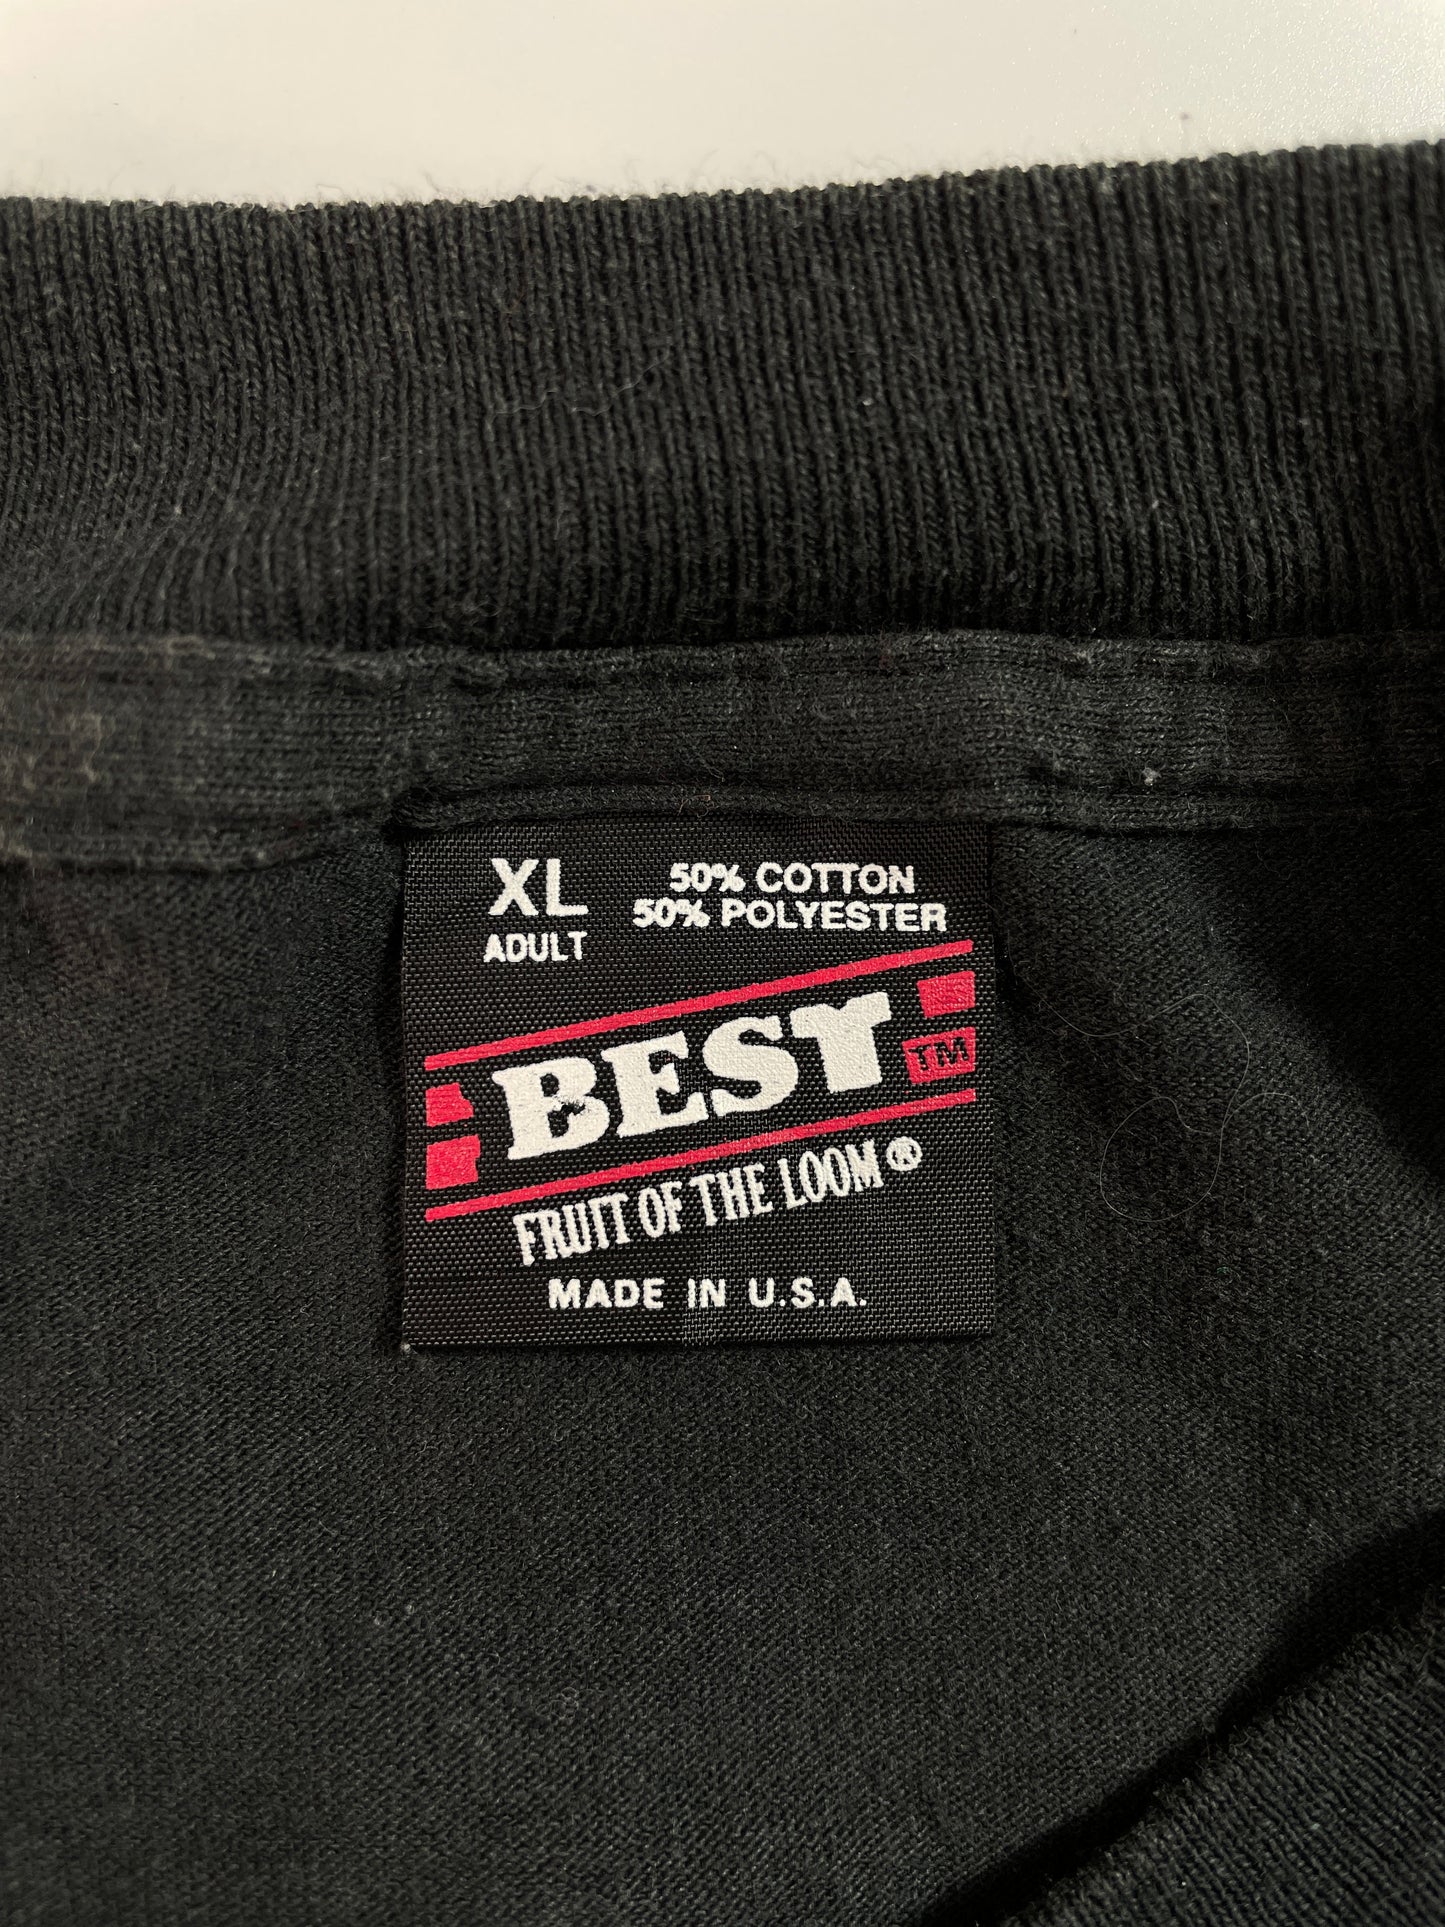 XL
ADULT
50% COTTON
50% POLYESTER
BEST TM
FRUIT OF THE LOOM®
MADE IN U.S.A.